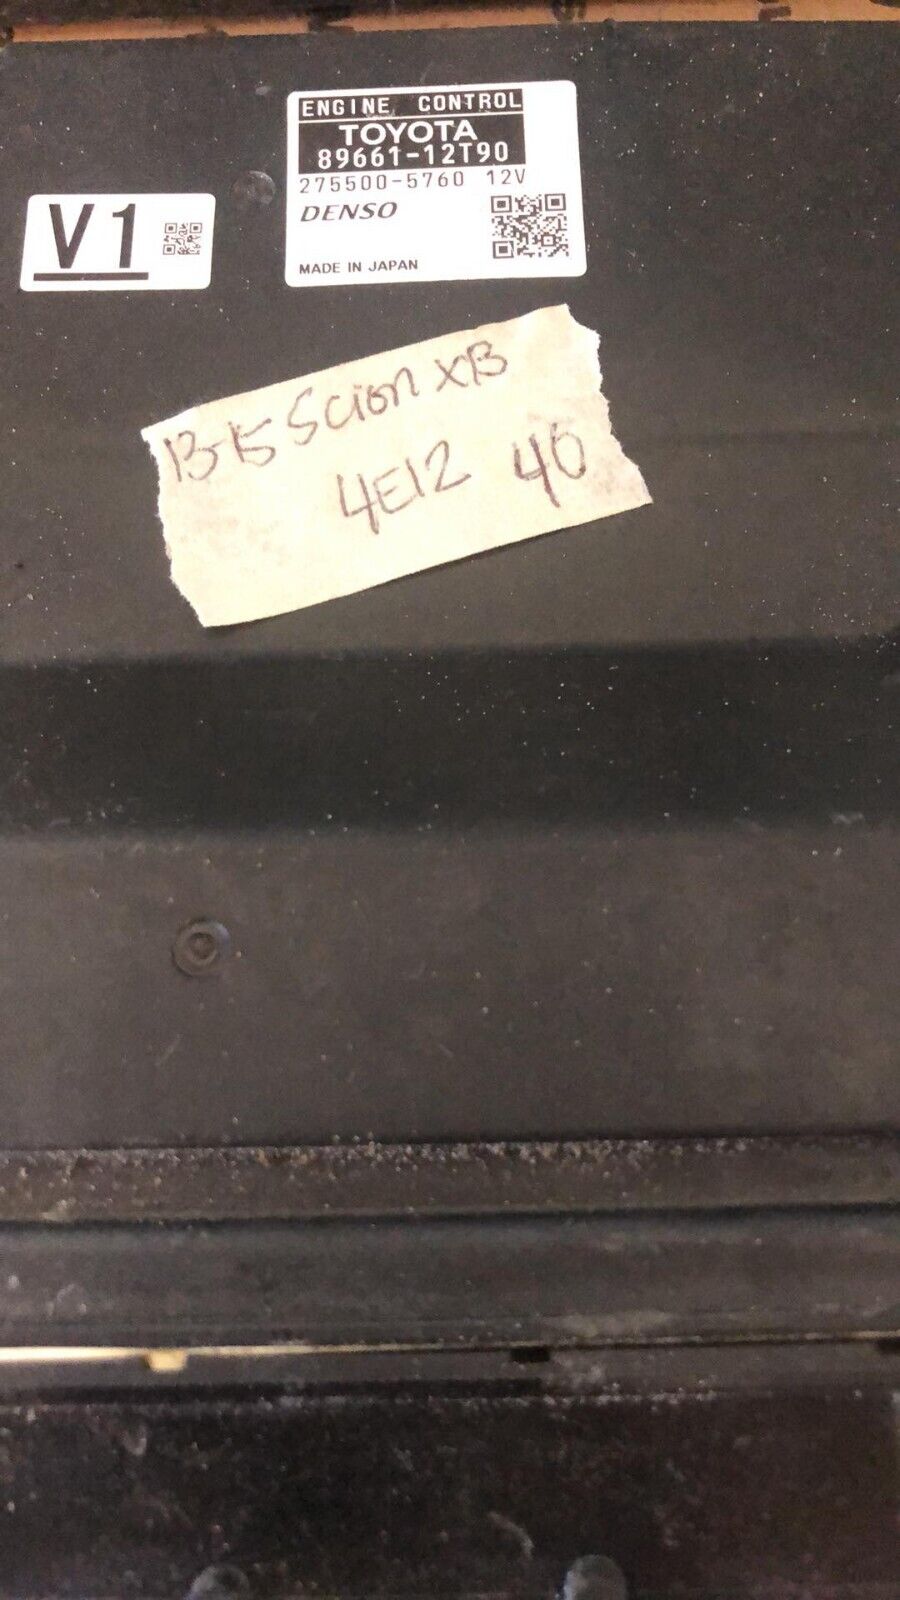 ENGINE CONTROL
TOYOTA
89661-12T90
275500-5760 12V
DENSO
MADE IN JAPAN
V1
13-15 Scion XB
4E12 40